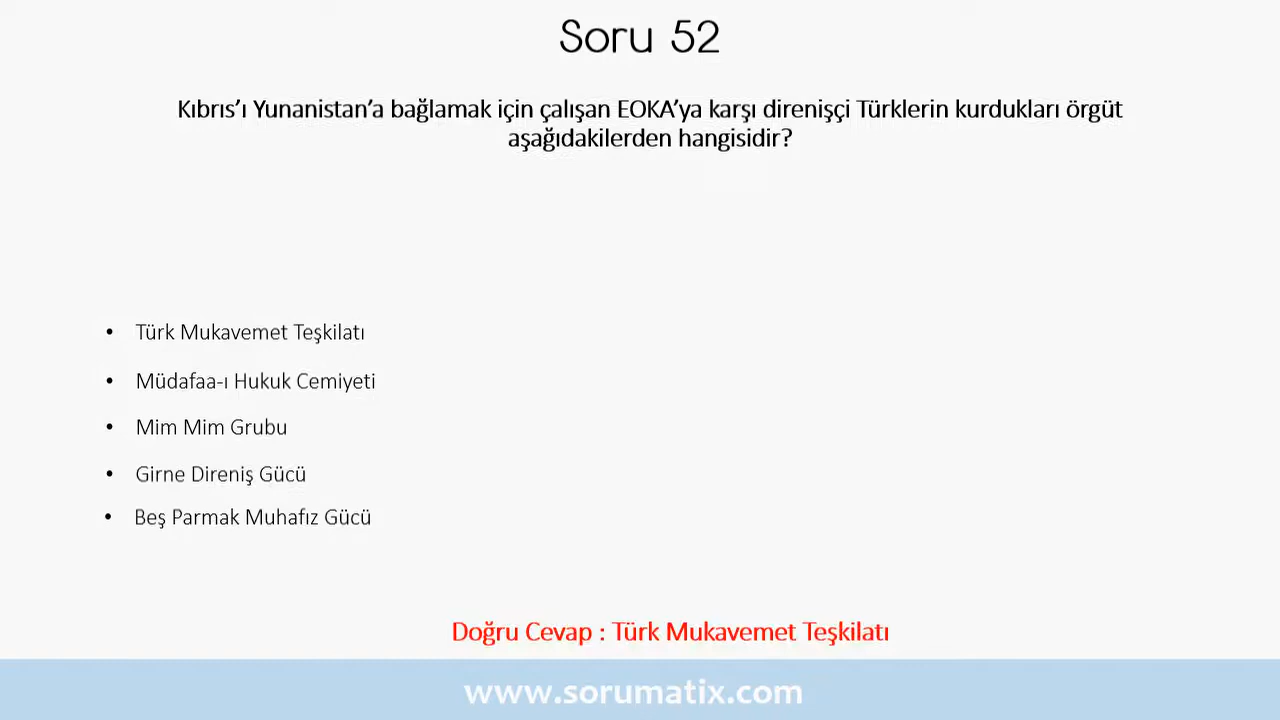 Soru 52
Kıbrıs’ı Yunanistan’a bağlamak için çalışan EOKA’ya karşı direnişçi Türklerin kurdukları örgüt
aşağıdakilerden hangisidir?
• Türk Mukavemet Teşkilatı
• Müdafaa-ı Hukuk Cemiyeti
• Mim Mim Grubu
• Girne Direniş Gücü
• Beş Parmak Muhafız Gücü
Doğru Cevap : Türk Mukavemet Teşkilatı
www.sorumatix.com